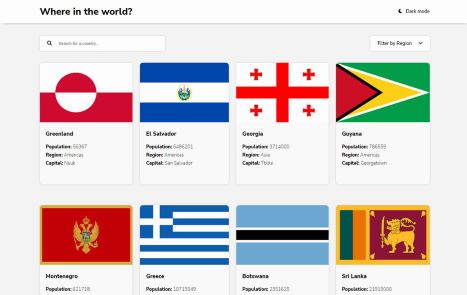 Where in the world?
Dark mode
Search for a country...
Filter by Region
Greenland
Population: 56367
Region: Americas
Capital: Nuuk
El Salvador
Population: 6486201
Region: Americas
Capital: San Salvador
Georgia
Population: 3714000
Region: Asia
Capital: Tbilisi
Guyana
Population: 786559
Region: Americas
Capital: Georgetown
Montenegro
Population: 621718
Greece
Population: 10715549
Botswana
Population: 2351625
Sri Lanka
Population: 21919000